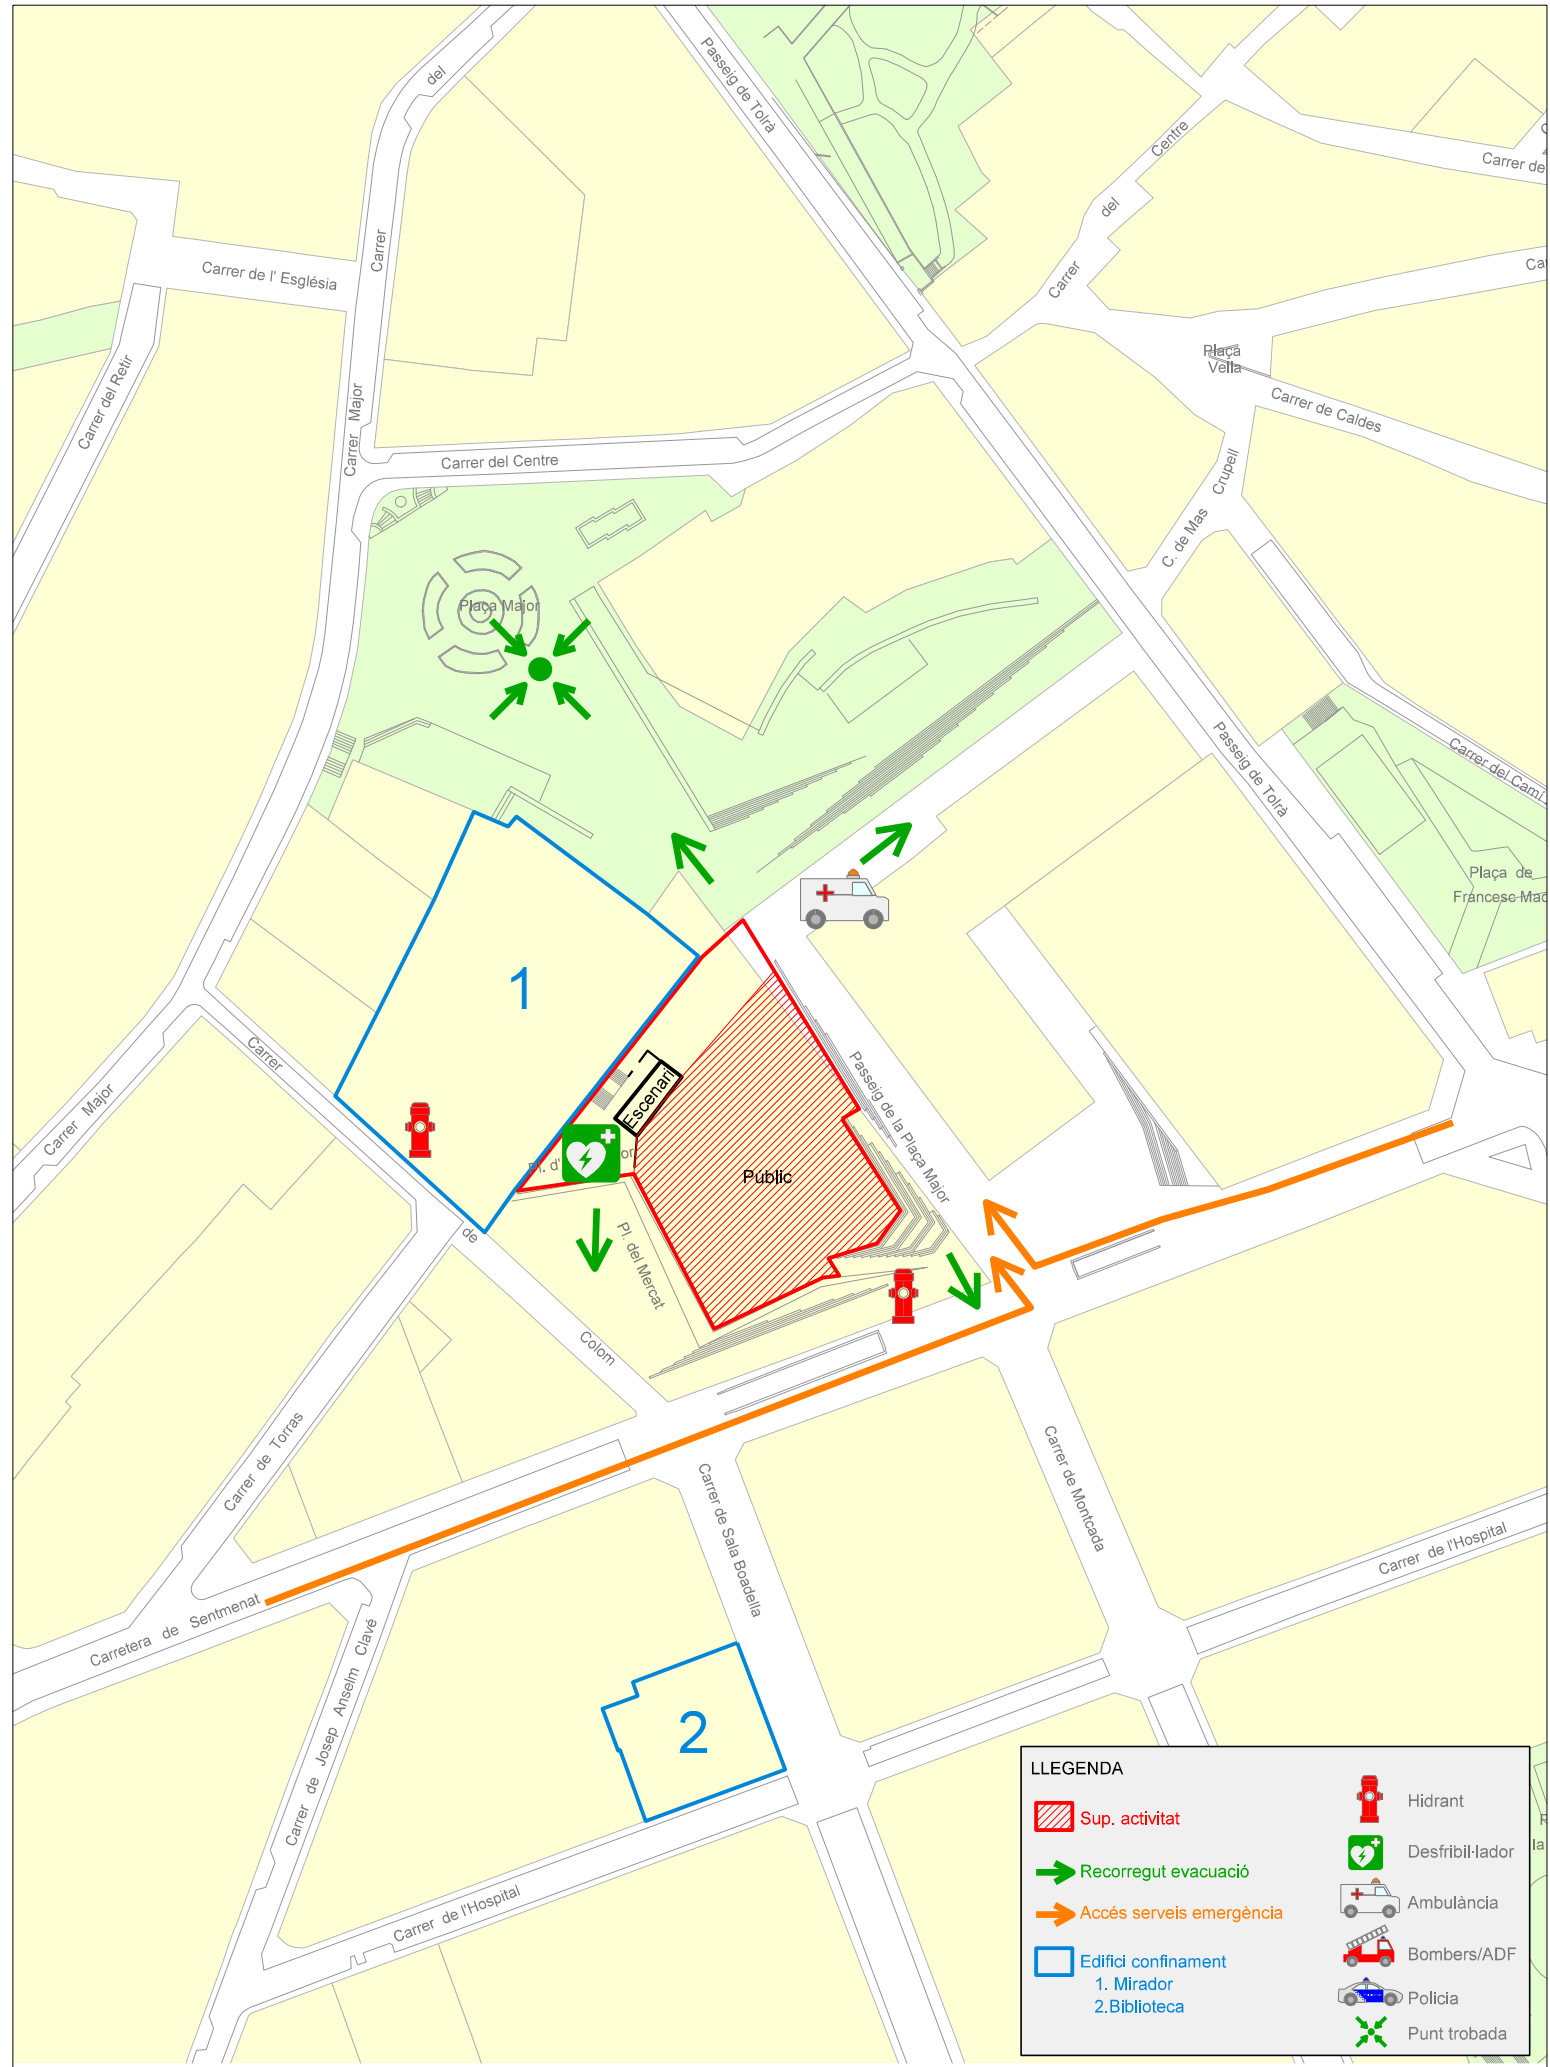 del
Passeig de Tolrà
Centre
Carrer de
del
Carrer
Carrer
Carrer de l' Església
Plaça
Vella
Carrer del Retir
Carrer Major
Carrer de Caldes
Carrer del Centre
C. de Mas Crupell
Plaça Major
Passeig de Tolrà
Carrer del Camí
Plaça de
Francesc Mac
1
Carrer
de
Colom
Carrer Major
Escenari
Pl. d'
Públic
Passeig de la Plaça Major
Pl. del Mercat
Carrer de Torras
Carrer de Sala Boadella
Carrer de Montcada
Carrer de l'Hospital
Carretera de Sentmenat
Carrer de Josep Anselm Clavé
2
Carrer de l'Hospital
LLEGENDA
Sup. activitat
Recorregut evacuació
Accés serveis emergència
Edifici confinament
1. Mirador
2.Biblioteca
Hidrant
Desfribil·lador
Ambulància
Bombers/ADF
Policia
Punt trobada